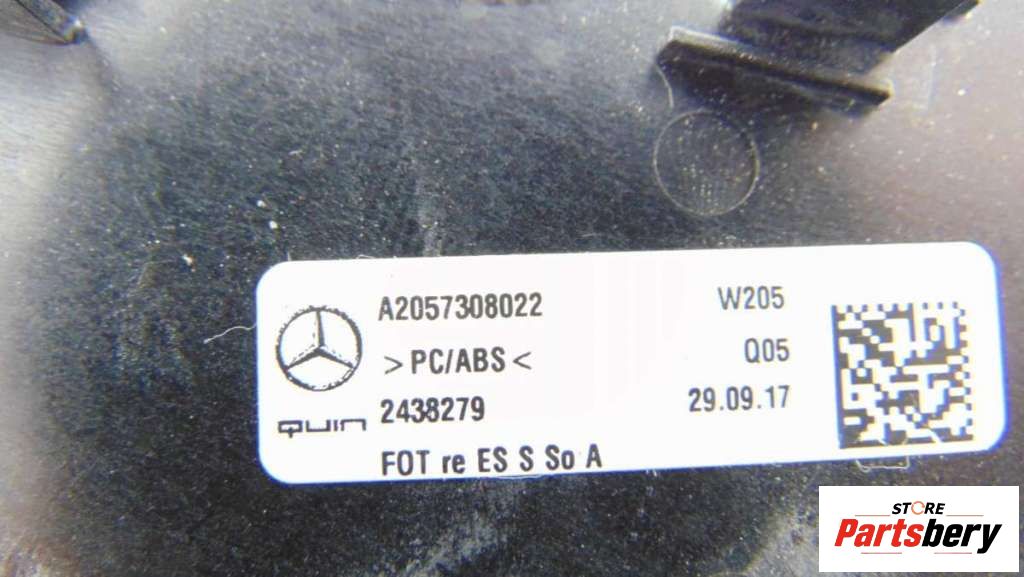 A2057308022 W205
>PC/ABS< Q05
QUIN 2438279 29.09.17
FOT re ES S So A
STORE
Partsbery